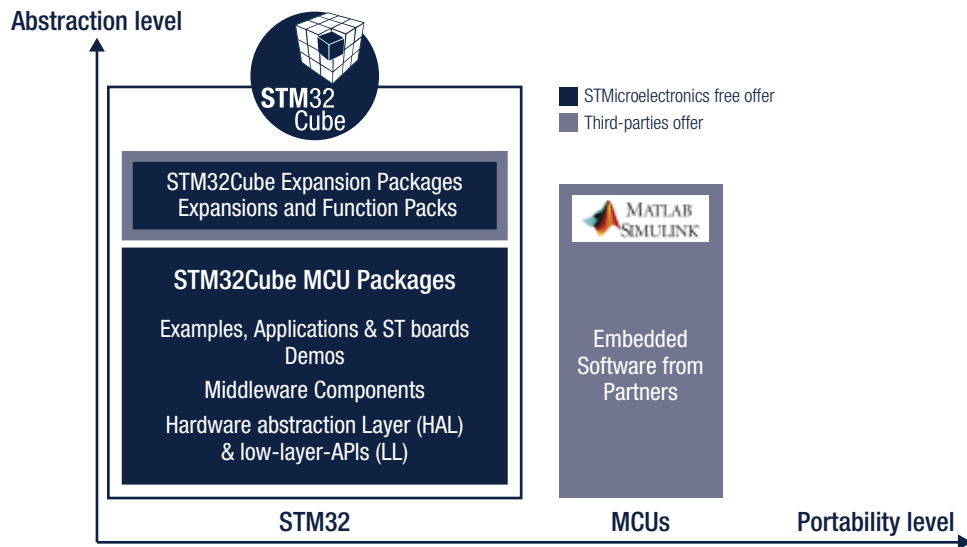 Abstraction level
STM32
Cube
STMicroelectronics free offer
Third-parties offer
STM32Cube Expansion Packages
Expansions and Function Packs
STM32Cube MCU Packages
Examples, Applications & ST boards
Demos
Middleware Components
Hardware abstraction Layer (HAL)
& low-layer-APIs (LL)
MATLAB
SIMULINK
Embedded
Software from
Partners
STM32
MCUs
Portability level